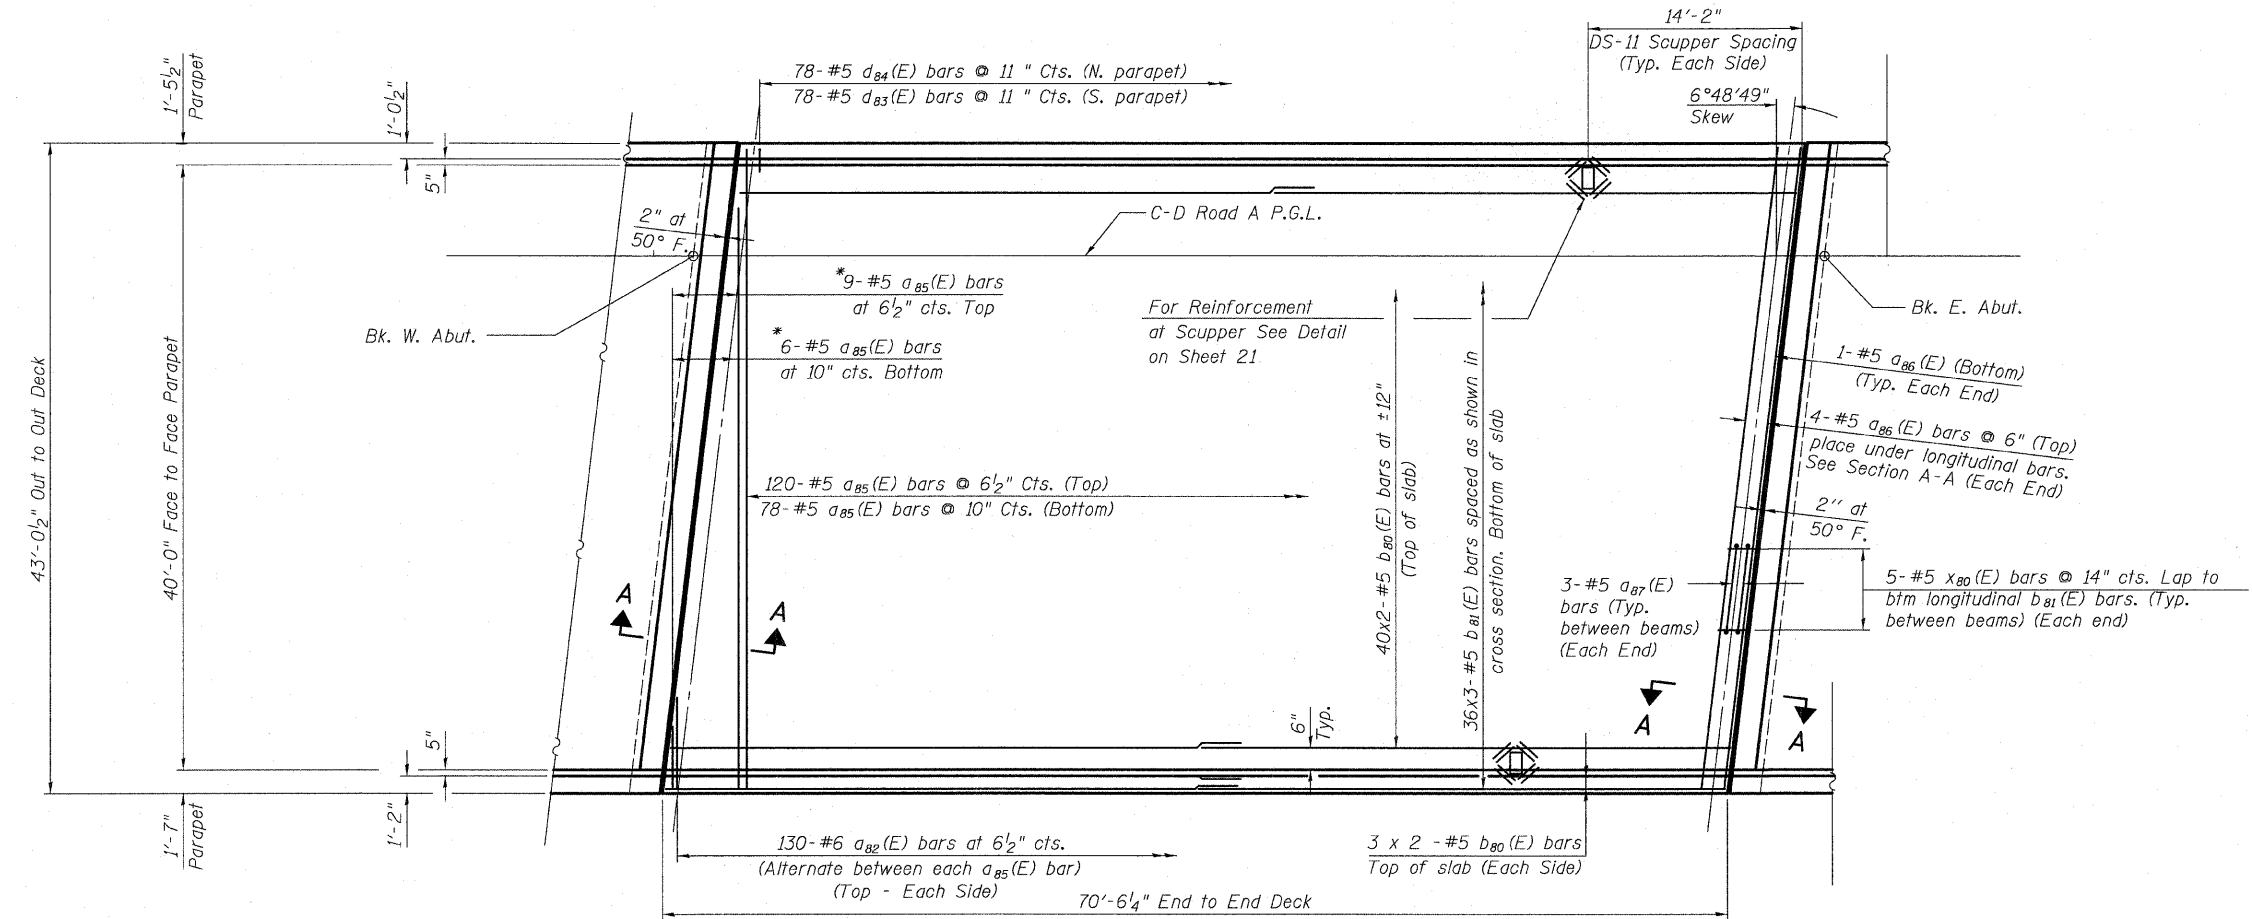 14'-2"
DS-11 Scupper Spacing
(Typ. Each Side)
6°48'49"
Skew
78-#5 d84(E) bars @ 11 " Cts. (N. parapet)
78-#5 d83(E) bars @ 11 " Cts. (S. parapet)
1'-5½"
Parapet
1'-0½"
5"
2" at
50° F.
C-D Road A P.G.L.
*9-#5 a85(E) bars
at 6½" cts. Top
*
6-#5 a85(E) bars
at 10" cts. Bottom
Bk. W. Abut.
For Reinforcement
at Scupper See Detail
on Sheet 21
Bk. E. Abut.
1-#5 a86(E) (Bottom)
(Typ. Each End)
4-#5 a86(E) bars @ 6" (Top)
place under longitudinal bars.
See Section A-A (Each End)
2'' at
50° F.
43'-0½" Out to Out Deck
40'-0" Face to Face Parapet
120-#5 a85(E) bars @ 6½" Cts. (Top)
78-#5 a85(E) bars @ 10" Cts. (Bottom)
40x2-#5 b80(E) bars at ±12"
(Top of slab)
36x3-#5 b81(E) bars spaced as shown in
cross section. Bottom of slab
3-#5 a87(E)
bars (Typ.
between beams)
(Each End)
5-#5 x80(E) bars @ 14" cts. Lap to
btm longitudinal b81(E) bars. (Typ.
between beams) (Each end)
A
A
A
A
6"
Typ.
5"
1'-2"
1'-7"
Parapet
130-#6 a82(E) bars at 6½" cts.
(Alternate between each a85(E) bar)
(Top - Each Side)
3 x 2 -#5 b80(E) bars
Top of slab (Each Side)
70'-6¼" End to End Deck